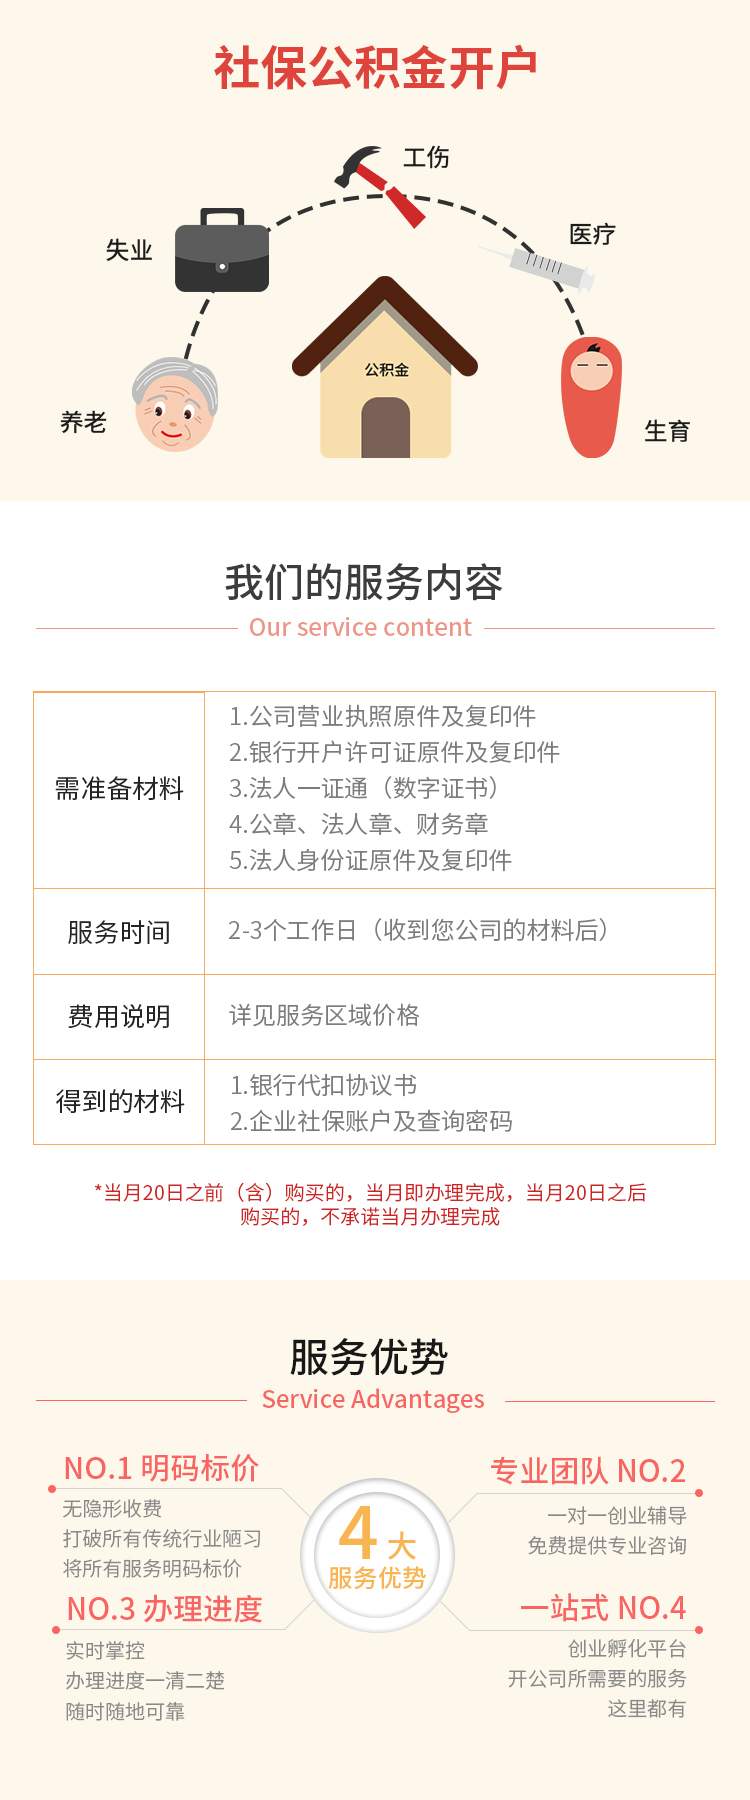 社保公积金开户
工伤
失业
医疗
公积金
养老
生育
我们的服务内容
Our service content
需准备材料
1.公司营业执照原件及复印件
2.银行开户许可证原件及复印件
3.法人一证通（数字证书）
4.公章、法人章、财务章
5.法人身份证原件及复印件
服务时间
2-3个工作日（收到您公司的材料后）
费用说明
详见服务区域价格
得到的材料
1.银行代扣协议书
2.企业社保账户及查询密码
*当月20日之前（含）购买的，当月即办理完成，当月20日之后
购买的，不承诺当月办理完成
服务优势
Service Advantages
NO.1 明码标价
无隐形收费
打破所有传统行业陋习
将所有服务明码标价
专业团队 NO.2
一对一创业辅导
免费提供专业咨询
4大
服务优势
NO.3 办理进度
实时掌控
办理进度一清二楚
随时随地可靠
一站式 NO.4
创业孵化平台
开公司所需要的服务
这里都有